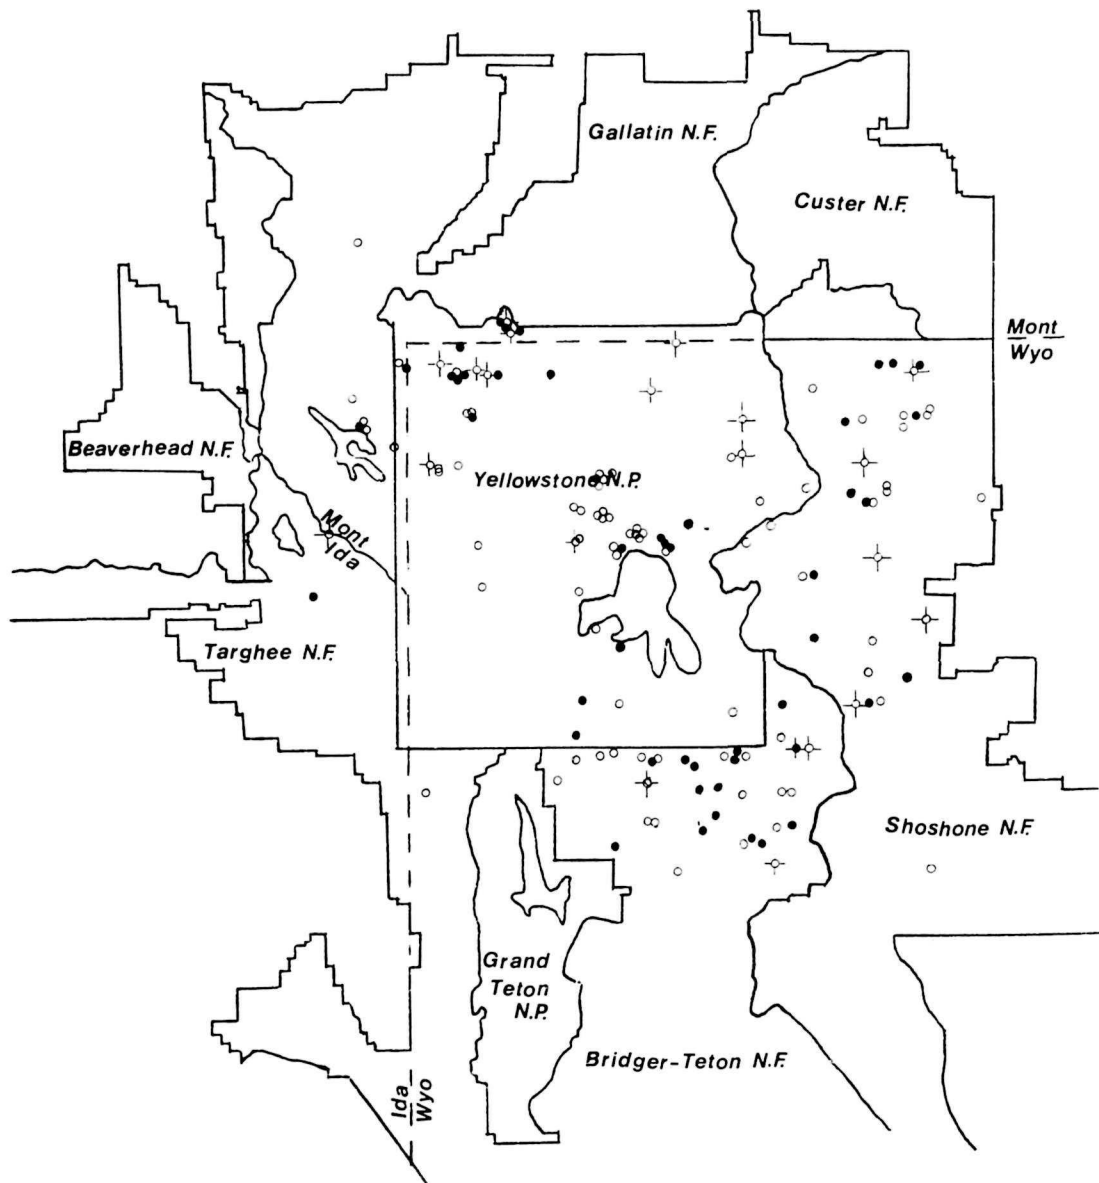 Gallatin N.F.
Custer N.F.
Mont
Wyo
Beaverhead N.F.
Yellowstone N.P.
Mont
Ida
Targhee N.F.
Shoshone N.F.
Grand
Teton
N.P.
Bridger-Teton N.F.
Ida
Wyo